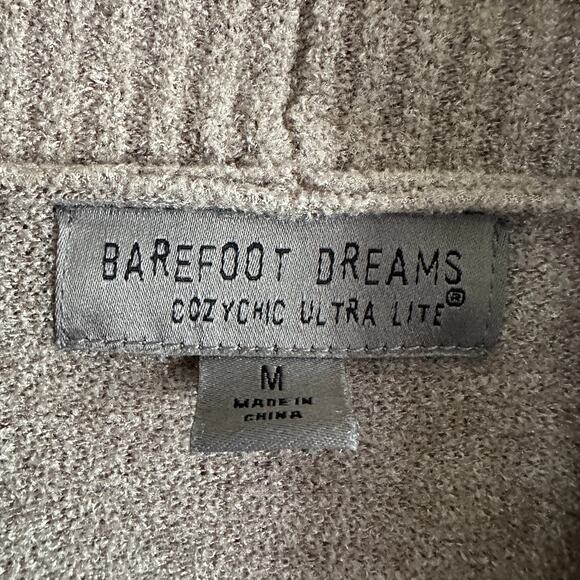 BAREFOOT DREAMS
COZYCHIC ULTRA LITE®
M
MADE IN
CHINA